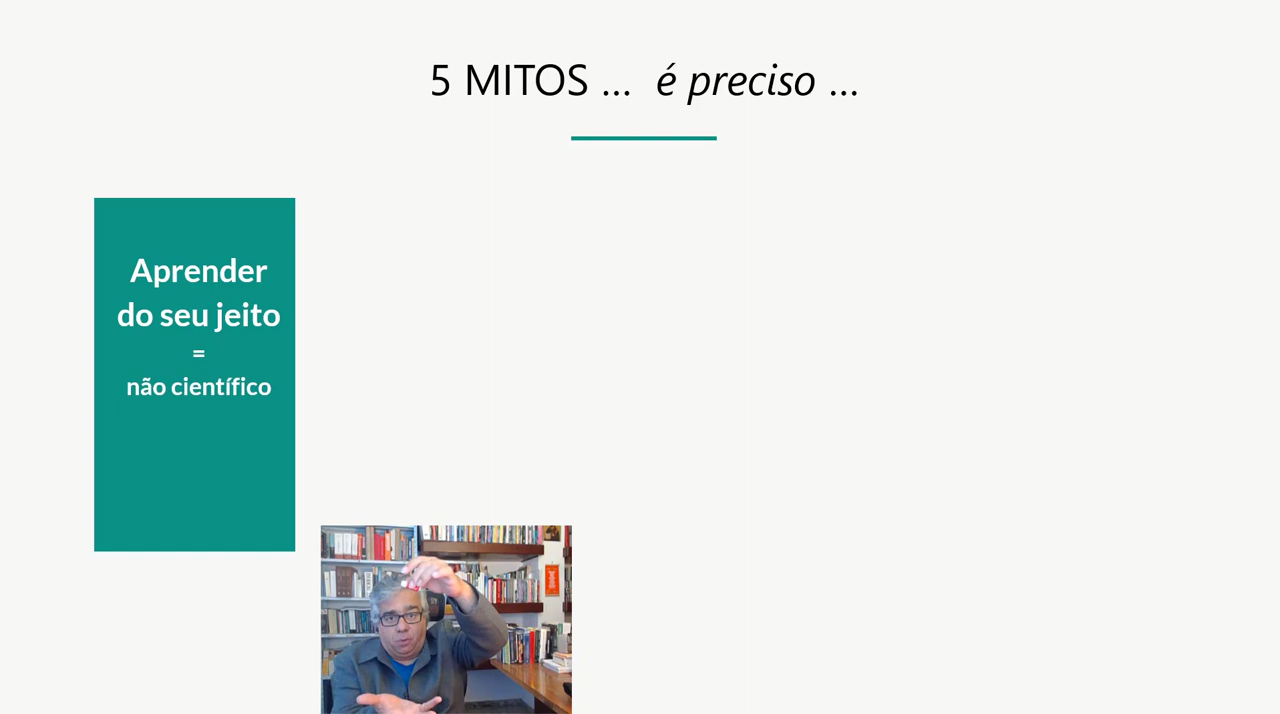 5 MITOS ... é preciso ...
Aprender
do seu jeito
=
não científico